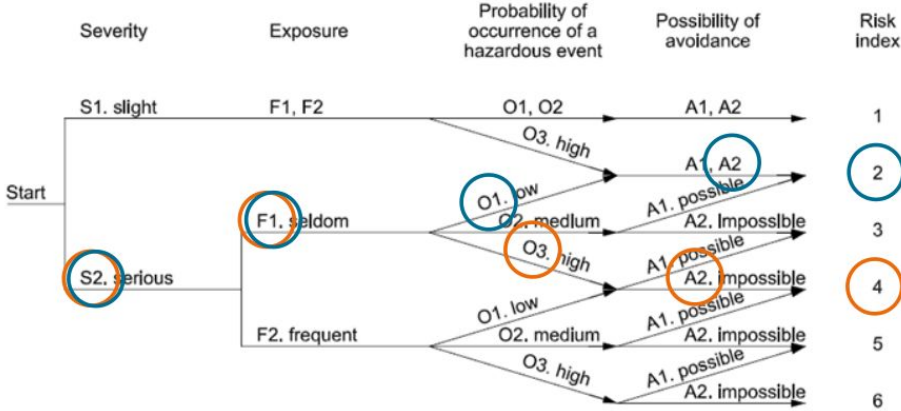 Severity Exposure Probability of occurrence of a hazardous event Possibility of avoidance Risk index
S1. slight F1, F2 O1, O2 A1, A2 1
O3. high
A1, A2 2
Start O1. low A1. possible
F1. seldom O2. medium A2. impossible 3
O3. high A1. possible
S2. serious A2. impossible 4
O1. low A1. possible
F2. frequent O2. medium A2. impossible 5
O3. high A1. possible
A2. impossible 6